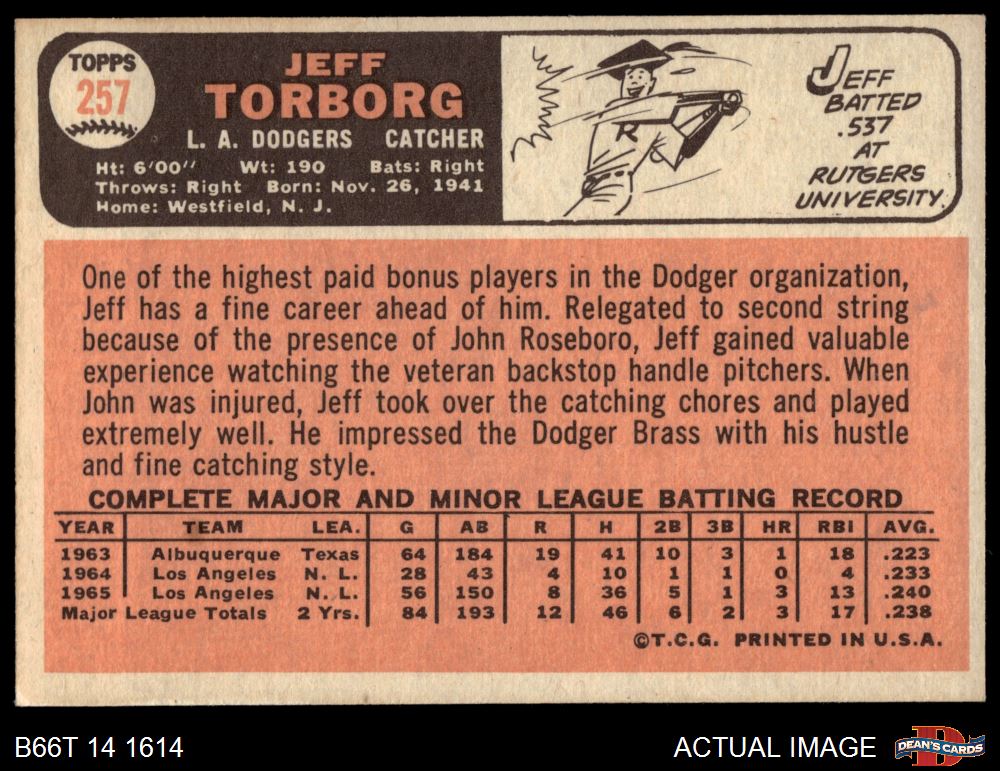 TOPPS
257
JEFF
TORBORG
L. A. DODGERS CATCHER
Ht: 6'00" Wt: 190 Bats: Right
Throws: Right Born: Nov. 26, 1941
Home: Westfield, N. J.
R
JEFF
BATTED
.537
AT
RUTGERS
UNIVERSITY.
One of the highest paid bonus players in the Dodger organization,
Jeff has a fine career ahead of him. Relegated to second string
because of the presence of John Roseboro, Jeff gained valuable
experience watching the veteran backstop handle pitchers. When
John was injured, Jeff took over the catching chores and played
extremely well. He impressed the Dodger Brass with his hustle
and fine catching style.
COMPLETE MAJOR AND MINOR LEAGUE BATTING RECORD
YEAR TEAM LEA. G AB R H 2B 3B HR RBI AVG.
1963 Albuquerque Texas 64 184 19 41 10 3 1 18 .223
1964 Los Angeles N. L. 28 43 4 10 1 1 0 4 .233
1965 Los Angeles N. L. 56 150 8 36 5 1 3 13 .240
Major League Totals 2 Yrs. 84 193 12 46 6 2 3 17 .238
©T.C.G. PRINTED IN U.S.A.
B66T 14 1614
ACTUAL IMAGE
D
DEAN'S CARDS